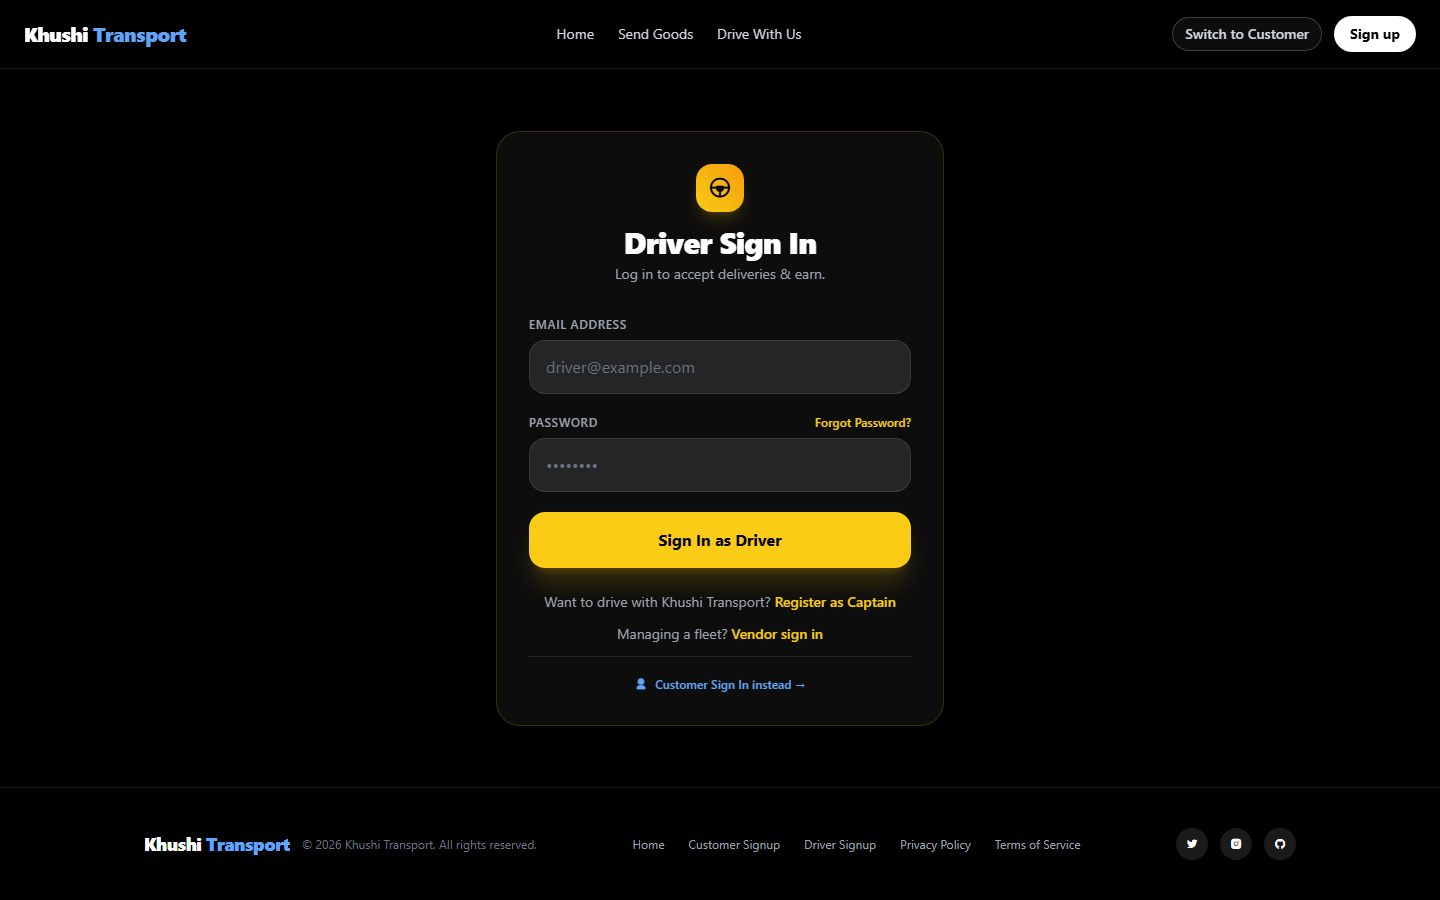 Khushi Transport
Home Send Goods Drive With Us
Switch to Customer Sign up
Driver Sign In
Log in to accept deliveries & earn.
EMAIL ADDRESS
driver@example.com
PASSWORD Forgot Password?
••••••••
Sign In as Driver
Want to drive with Khushi Transport? Register as Captain
Managing a fleet? Vendor sign in
Customer Sign In instead →
Khushi Transport © 2026 Khushi Transport. All rights reserved.
Home Customer Signup Driver Signup Privacy Policy Terms of Service